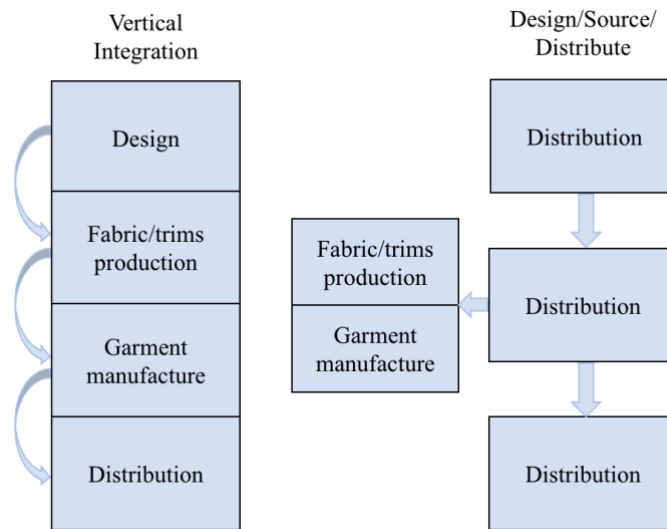 Vertical
Integration
Design
Fabric/trims
production
Garment
manufacture
Distribution
Design/Source/
Distribute
Distribution
Fabric/trims
production
Garment
manufacture
Distribution
Distribution